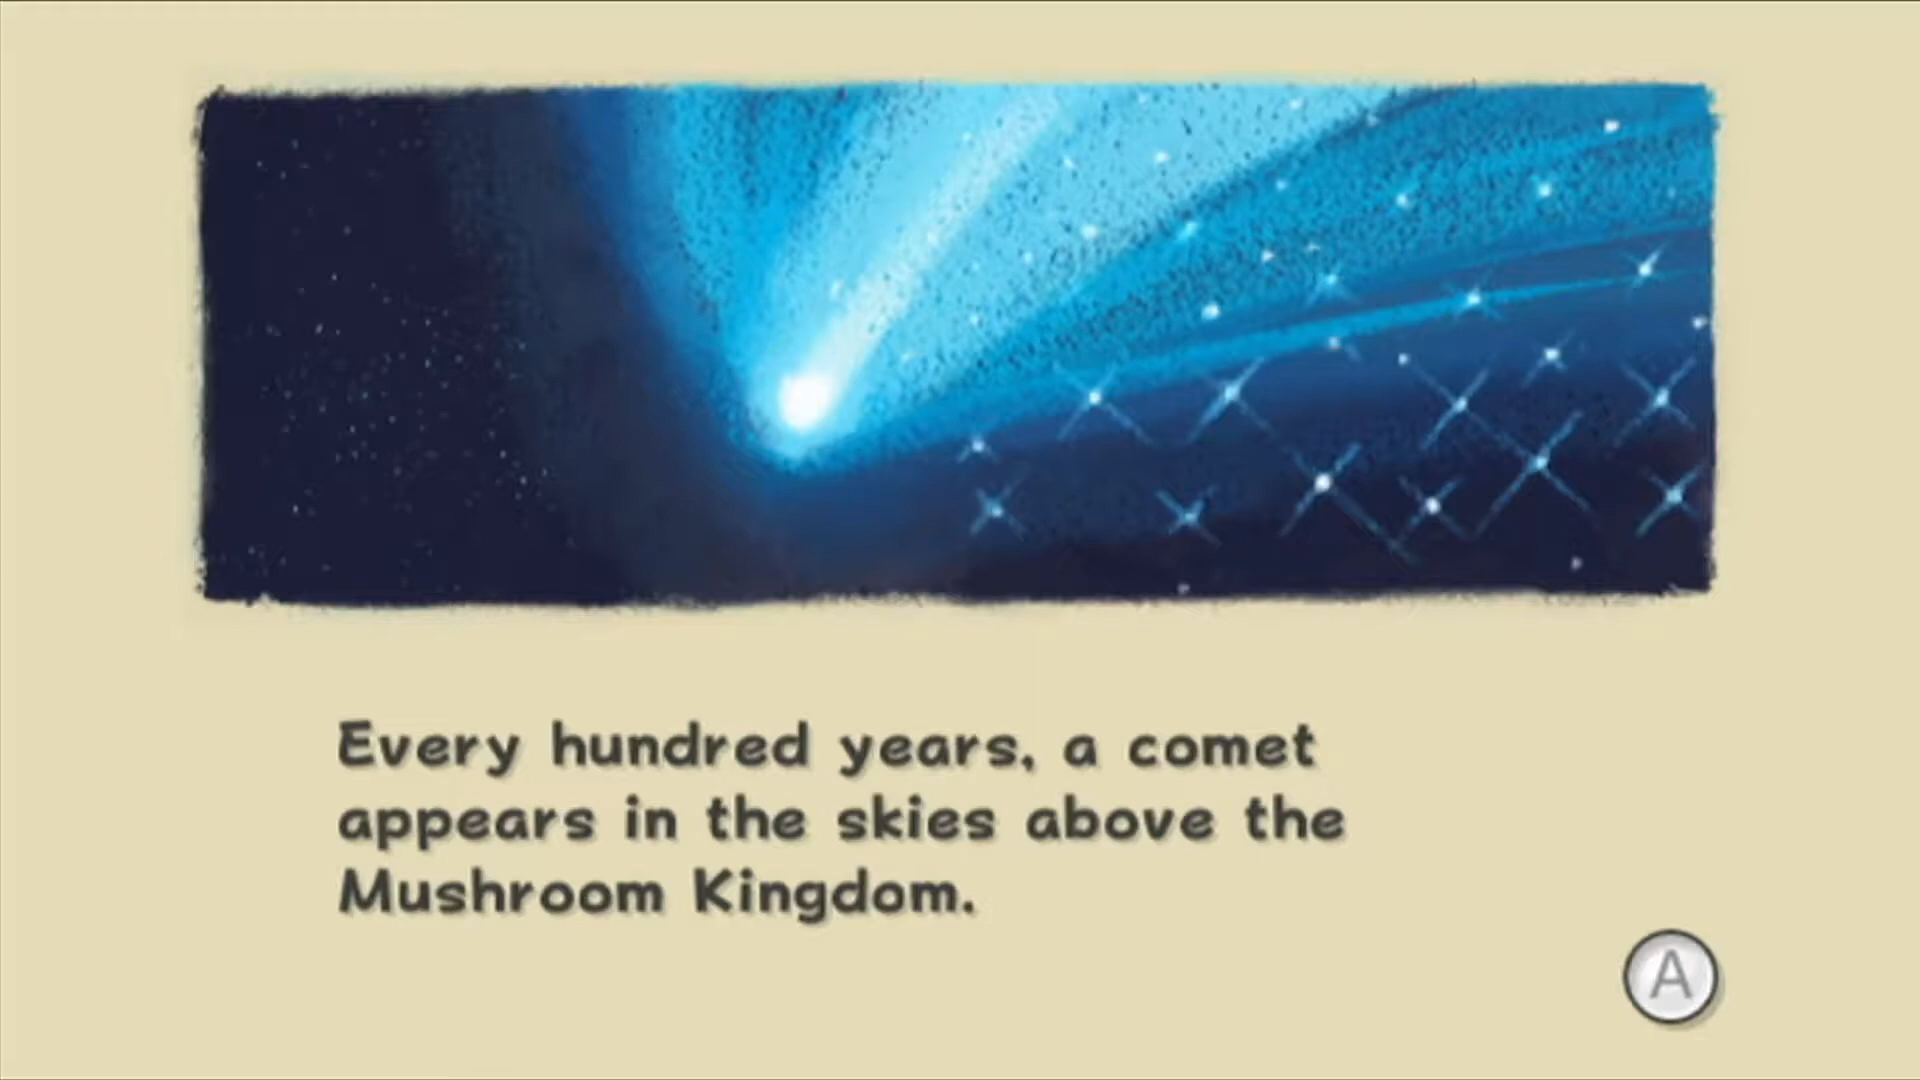 Every hundred years, a comet
appears in the skies above the
Mushroom Kingdom.
A